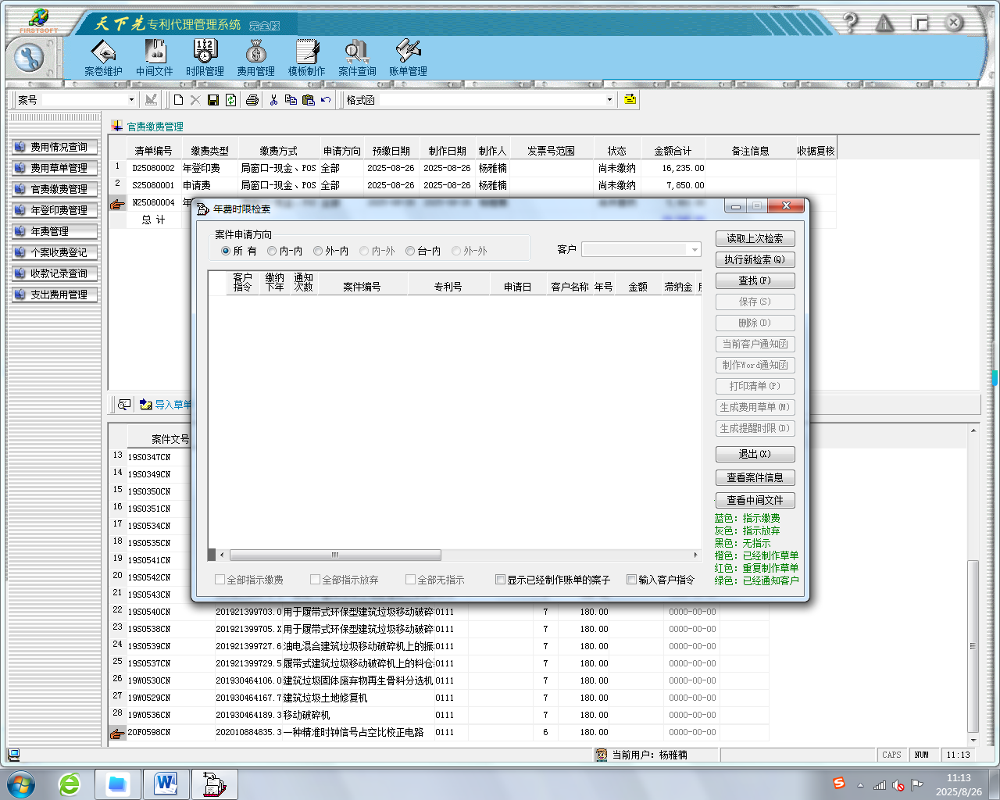 FIRSTSOFT
天下先专利代理管理系统 完全版
案卷维护 中间文件 时限管理 费用管理 模板制作 案件查询 账单管理
案号 格式函
费用情况查询
费用草单管理
官费缴费管理
年登印费管理
年费管理
个案收费登记
收款记录查询
支出费用管理
官费缴费管理
清单编号 缴费类型 缴费方式 申请方向 预缴日期 制作日期 制作人 发票号范围 状态 金额合计 备注信息 收据复核
1 D25080002 年登印费 局窗口-现金、POS 全部 2025-08-26 2025-08-26 杨雅楠 尚未缴纳 16,235.00
2 S25080001 申请费 局窗口-现金、POS 全部 2025-08-26 2025-08-26 杨雅楠 尚未缴纳 7,850.00
N25080004
总 计
导入草单
年费时限检索
案件申请方向
所 有 内-内 外-内 内-外 台-内 外-外
客户
客户指令 缴纳下年 通知次数 案件编号 专利号 申请日 客户名称 年号 金额 滞纳金
读取上次检索
执行新检索(Q)
查找(F)
保存(S)
删除(D)
当前客户通知函
制作Word通知函
打印清单(P)
生成费用草单(M)
生成提醒时限(D)
退出(X)
查看案件信息
查看中间文件
蓝色：指示缴费
灰色：指示放弃
黑色：无指示
橙色：已经制作草单
红色：重复制作草单
绿色：已经通知客户
全部指示缴费 全部指示放弃 全部无指示 显示已经制作账单的案子 输入客户指令
案件文号
13 19S0347CN
14 19S0349CN
15 19S0350CN
16 19S0351CN
17 19S0534CN
18 19S0535CN
19 19S0541CN
20 19S0542CN
21 19S0543CN
22 19S0540CN 201921399703.0 用于履带式环保型建筑垃圾移动破碎 0111 7 180.00 0000-00-00
23 19S0538CN 201921399705.X 用于履带式环保型建筑垃圾移动破碎 0111 7 180.00 0000-00-00
24 19S0539CN 201921399727.6 油电混合建筑垃圾移动破碎机上的振 0111 7 180.00 0000-00-00
25 19S0537CN 201921399729.5 履带式建筑垃圾移动破碎机上的料仓 0111 7 180.00 0000-00-00
26 19W0530CN 201930464106.0 建筑垃圾固体废弃物再生骨料分选机 0111 7 180.00 0000-00-00
27 19W0529CN 201930464167.7 建筑垃圾土地修复机 0111 7 180.00 0000-00-00
28 19W0536CN 201930464189.3 移动破碎机 0111 7 180.00 0000-00-00
20F0598CN 202010884835.3 一种精准时钟信号占空比校正电路 0111 6 180.00 0000-00-00
当前用户：杨雅楠 CAPS NUM 11:13
11:13
2025/8/26